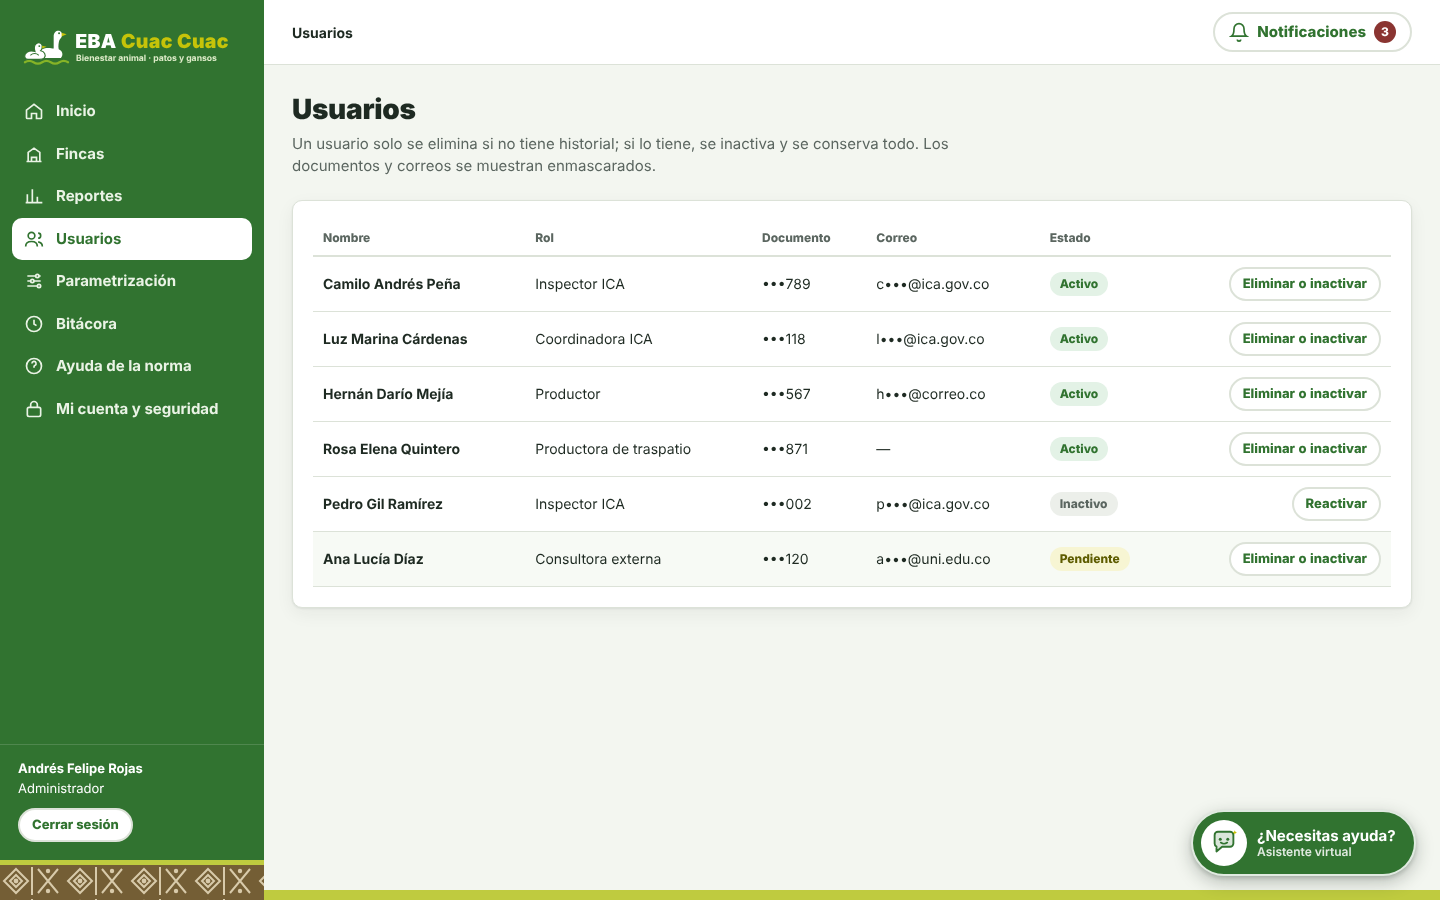 EBA Cuac Cuac
Bienestar animal · patos y gansos
Inicio
Fincas
Reportes
Usuarios
Parametrización
Bitácora
Ayuda de la norma
Mi cuenta y seguridad
Andrés Felipe Rojas
Administrador
Cerrar sesión
Usuarios
Notificaciones 3
Usuarios
Un usuario solo se elimina si no tiene historial; si lo tiene, se inactiva y se conserva todo. Los
documentos y correos se muestran enmascarados.
Nombre Rol Documento Correo Estado
Camilo Andrés Peña Inspector ICA •••789 c•••@ica.gov.co Activo Eliminar o inactivar
Luz Marina Cárdenas Coordinadora ICA •••118 l•••@ica.gov.co Activo Eliminar o inactivar
Hernán Darío Mejía Productor •••567 h•••@correo.co Activo Eliminar o inactivar
Rosa Elena Quintero Productora de traspatio •••871 — Activo Eliminar o inactivar
Pedro Gil Ramírez Inspector ICA •••002 p•••@ica.gov.co Inactivo Reactivar
Ana Lucía Díaz Consultora externa •••120 a•••@uni.edu.co Pendiente Eliminar o inactivar
¿Necesitas ayuda?
Asistente virtual